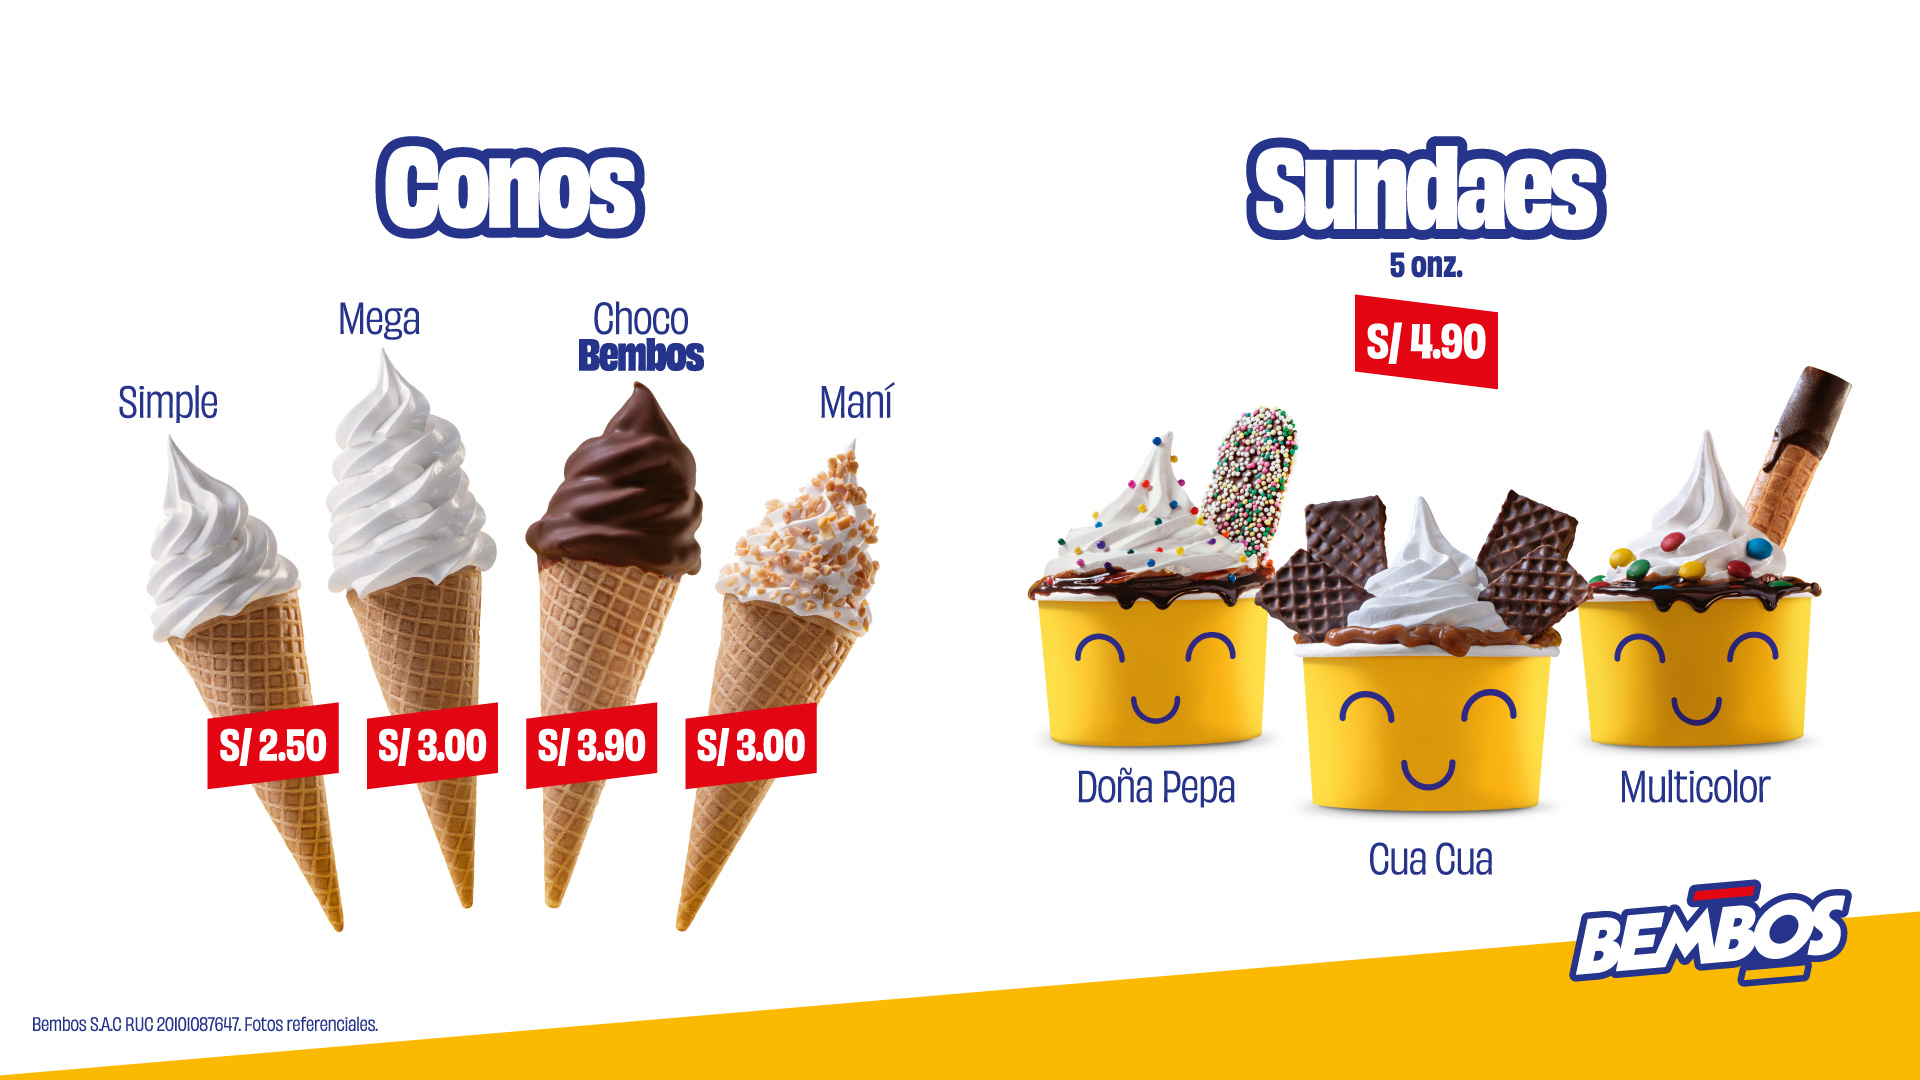 Conos
Simple
Mega
Choco
Bembos
Maní
S/ 2.50
S/ 3.00
S/ 3.90
S/ 3.00
Sundaes
5 onz.
S/ 4.90
Doña Pepa
Cua Cua
Multicolor
BEMBOS
Bembos S.A.C RUC 20101087647. Fotos referenciales.